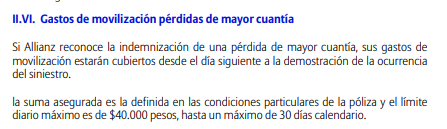 II.VI. Gastos de movilización pérdidas de mayor cuantía
Si Allianz reconoce la indemnización de una pérdida de mayor cuantía, sus gastos de
movilización estarán cubiertos desde el día siguiente a la demostración de la ocurrencia
del siniestro.
la suma asegurada es la definida en las condiciones particulares de la póliza y el límite
diario máximo es de $40.000 pesos, hasta un máximo de 30 días calendario.